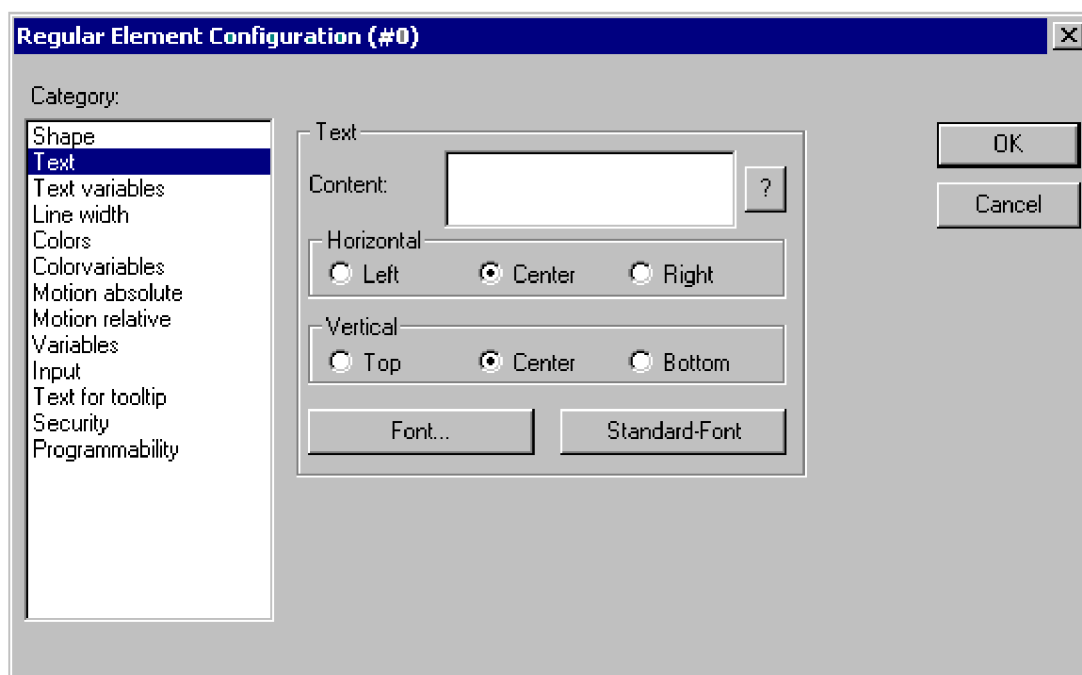 Regular Element Configuration (#0)
Category:
Shape
Text
Text variables
Line width
Colors
Colorvariables
Motion absolute
Motion relative
Variables
Input
Text for tooltip
Security
Programmability
Text
Content:
?
Horizontal
Left Center Right
Vertical
Top Center Bottom
Font... Standard-Font
OK
Cancel